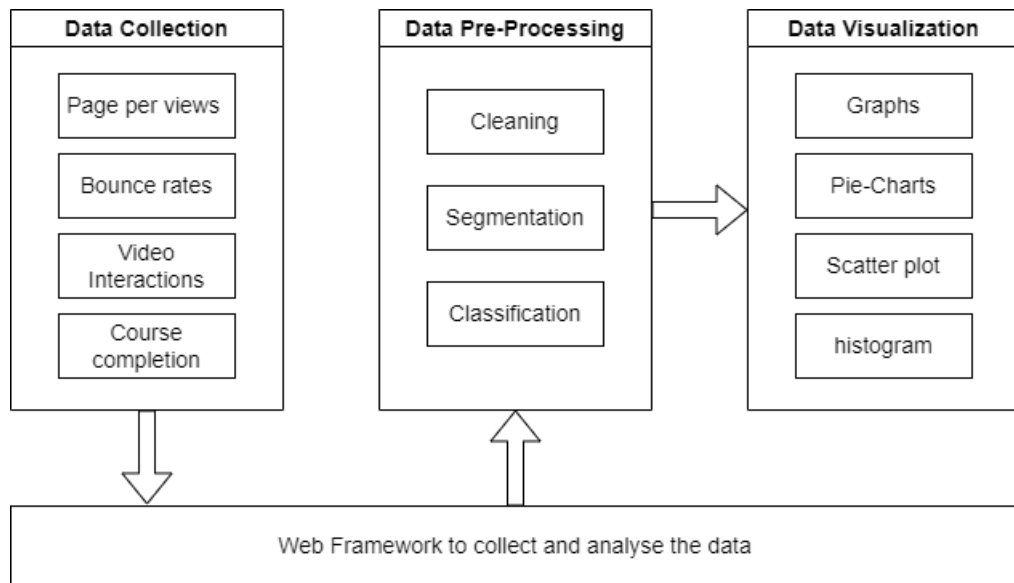 Data Collection
Page per views
Bounce rates
Video
Interactions
Course
completion
Data Pre-Processing
Cleaning
Segmentation
Classification
Data Visualization
Graphs
Pie-Charts
Scatter plot
histogram
Web Framework to collect and analyse the data